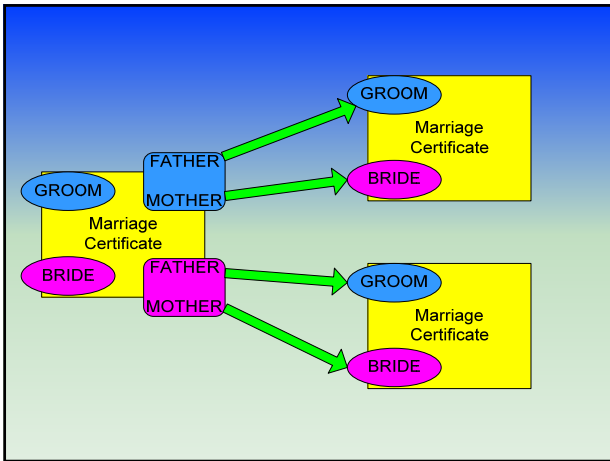 GROOM
FATHER
MOTHER
Marriage
Certificate
BRIDE
FATHER
MOTHER
GROOM
Marriage
Certificate
BRIDE
GROOM
Marriage
Certificate
BRIDE